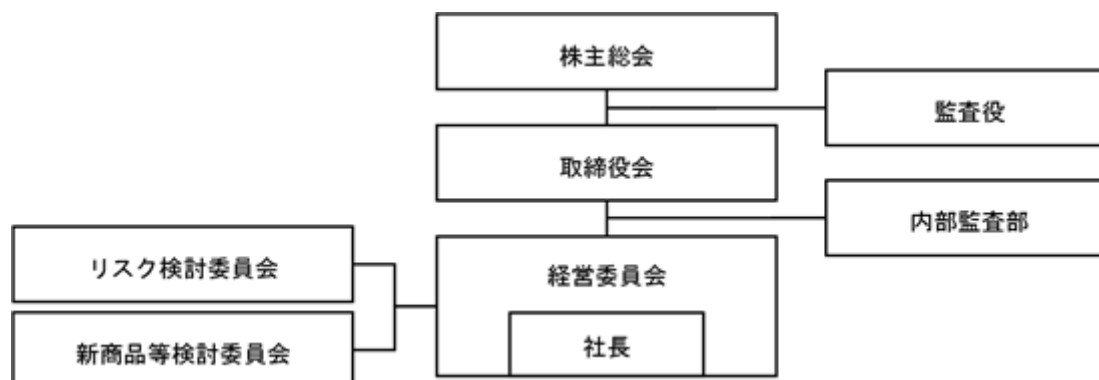 株主総会
監査役
取締役会
内部監査部
リスク検討委員会
経営委員会
新商品等検討委員会
社長